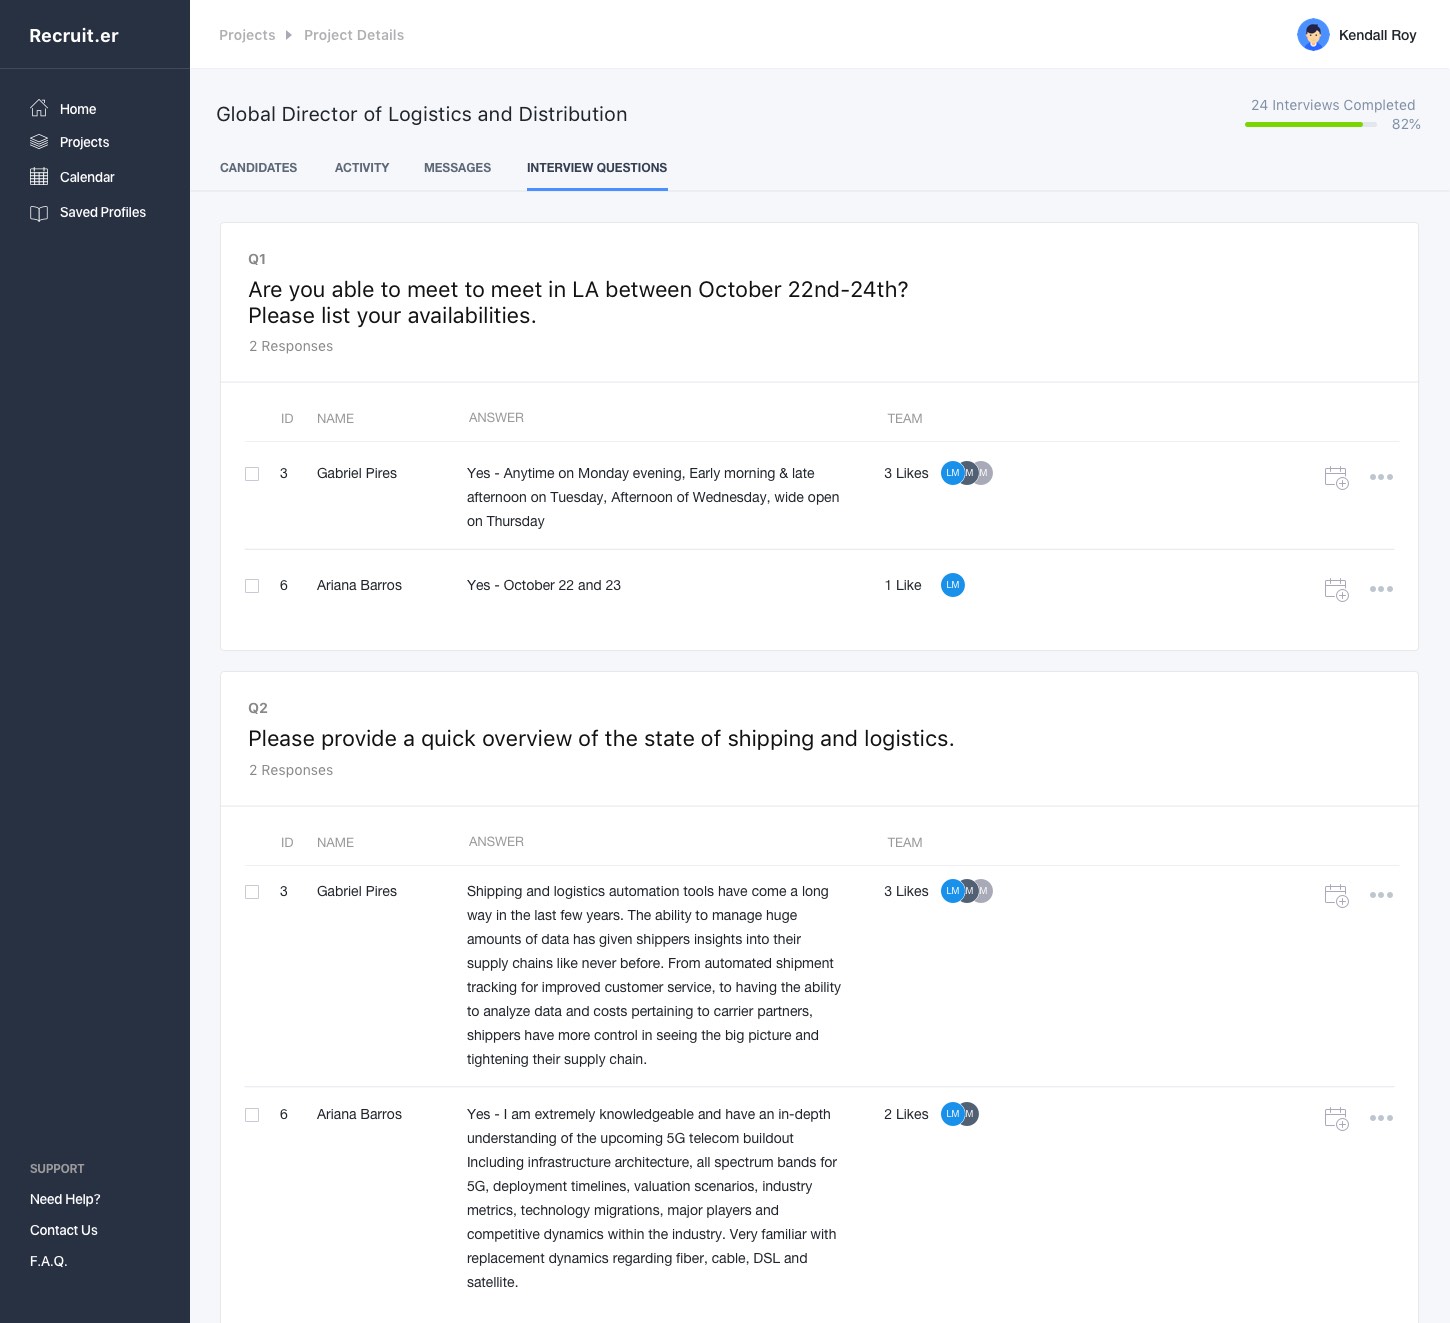 Recruit.er
Home
Projects
Calendar
Saved Profiles
SUPPORT
Need Help?
Contact Us
F.A.Q.
Projects Project Details
Kendall Roy
Global Director of Logistics and Distribution
24 Interviews Completed
82%
CANDIDATES ACTIVITY MESSAGES INTERVIEW QUESTIONS
Q1
Are you able to meet to meet in LA between October 22nd-24th?
Please list your availabilities.
2 Responses
ID NAME ANSWER TEAM
3 Gabriel Pires Yes - Anytime on Monday evening, Early morning & late 3 Likes LM M M
afternoon on Tuesday, Afternoon of Wednesday, wide open
on Thursday
6 Ariana Barros Yes - October 22 and 23 1 Like LM
Q2
Please provide a quick overview of the state of shipping and logistics.
2 Responses
ID NAME ANSWER TEAM
3 Gabriel Pires Shipping and logistics automation tools have come a long 3 Likes LM M M
way in the last few years. The ability to manage huge
amounts of data has given shippers insights into their
supply chains like never before. From automated shipment
tracking for improved customer service, to having the ability
to analyze data and costs pertaining to carrier partners,
shippers have more control in seeing the big picture and
tightening their supply chain.
6 Ariana Barros Yes - I am extremely knowledgeable and have an in-depth 2 Likes LM M
understanding of the upcoming 5G telecom buildout
Including infrastructure architecture, all spectrum bands for
5G, deployment timelines, valuation scenarios, industry
metrics, technology migrations, major players and
competitive dynamics within the industry. Very familiar with
replacement dynamics regarding fiber, cable, DSL and
satellite.